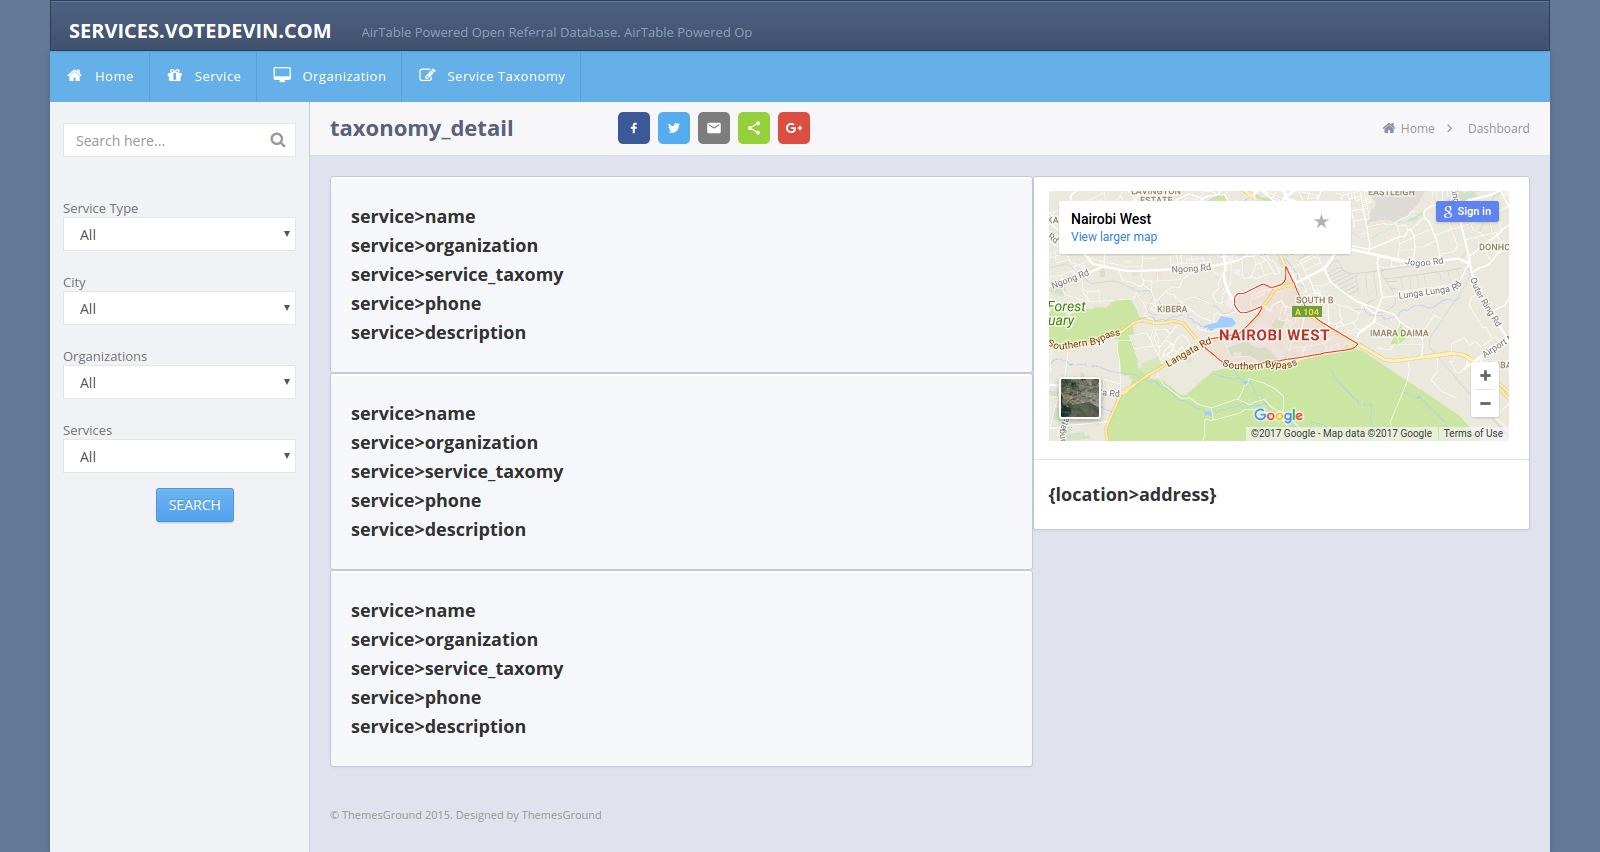 SERVICES.VOTEDEVIN.COM
AirTable Powered Open Referral Database. AirTable Powered Op
Home
Service
Organization
Service Taxonomy
Search here...
Service Type
All
City
All
Organizations
All
Services
All
SEARCH
taxonomy_detail
Home
Dashboard
service>name
service>organization
service>service_taxomy
service>phone
service>description
service>name
service>organization
service>service_taxomy
service>phone
service>description
service>name
service>organization
service>service_taxomy
service>phone
service>description
Nairobi West
View larger map
Sign in
LAVINGTON
ESTATE
EASTLEIGH
DONHO
Ngong Rd
Ngong Rd
Jogoo Rd
Lunga Lunga Rd
Outer Ring Rd
Forest
uary
KIBERA
SOUTH B
A 104
NAIROBI WEST
IMARA DAIMA
Airport
Southern Bypass
Langata Rd
Southern Bypass
Google
©2017 Google - Map data ©2017 Google
Terms of Use
{location>address}
© ThemesGround 2015. Designed by ThemesGround